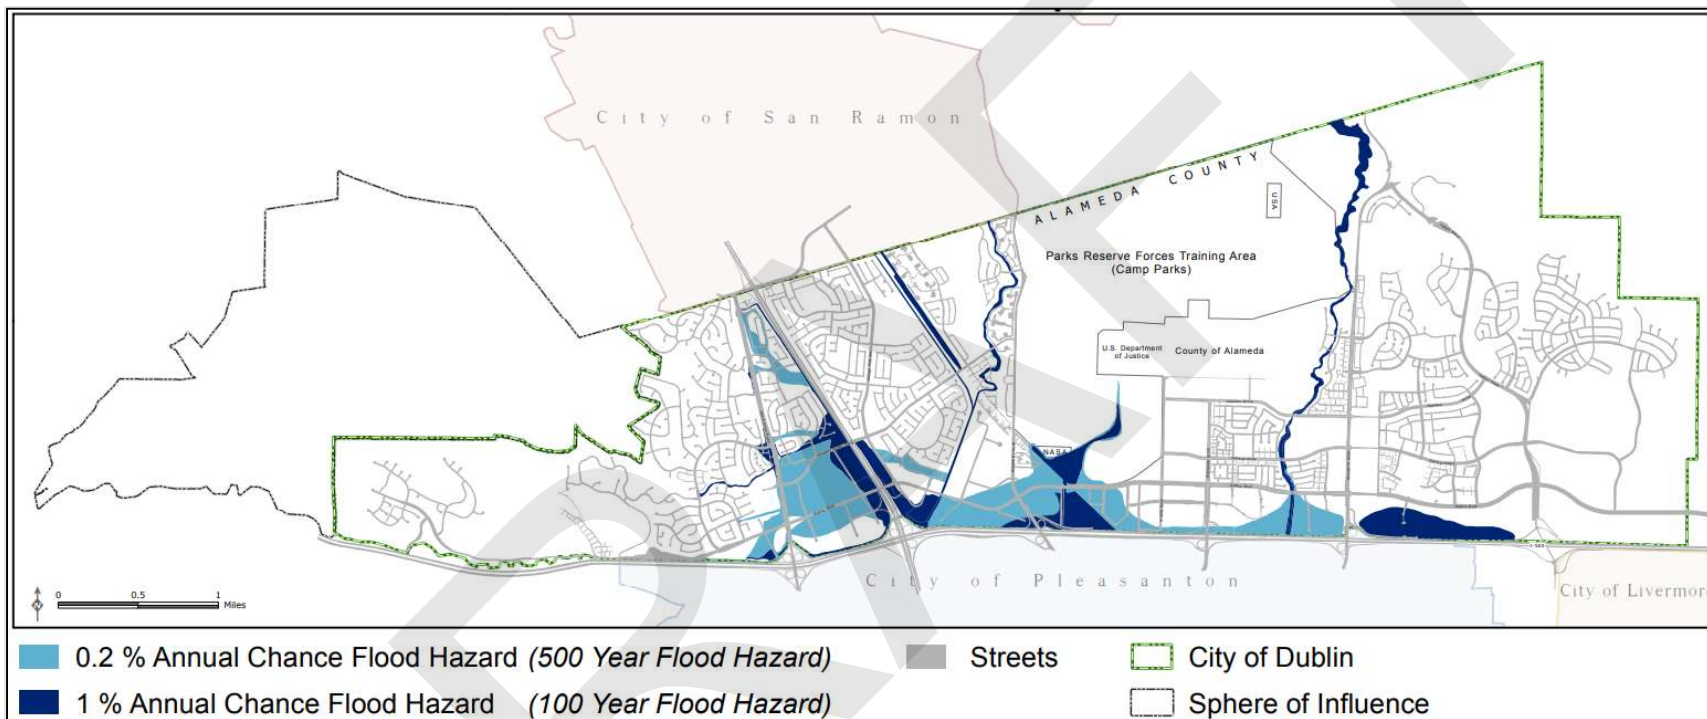 City of San Ramon
ALAMEDA COUNTY
USA
Parks Reserve Forces Training Area
(Camp Parks)
U.S. Department
of Justice
County of Alameda
NASA
I-580
City of Pleasanton
City of Livermore
N
0 0.5 1
Miles
0.2 % Annual Chance Flood Hazard (500 Year Flood Hazard)
Streets
City of Dublin
1 % Annual Chance Flood Hazard (100 Year Flood Hazard)
Sphere of Influence
DRAFT